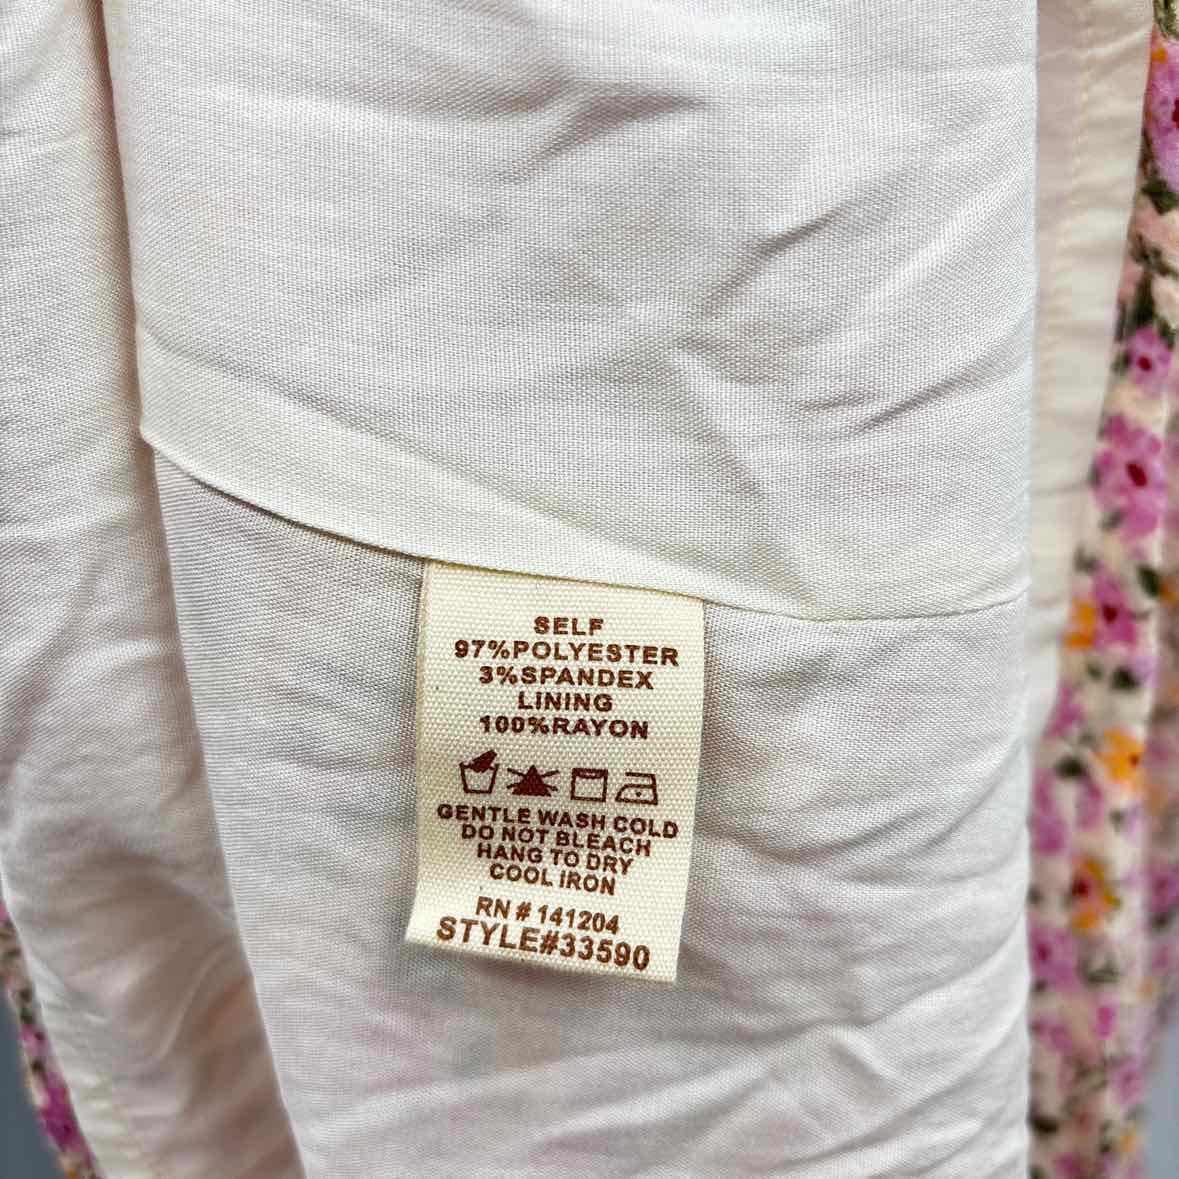 SELF
97%POLYESTER
3%SPANDEX
LINING
100%RAYON
GENTLE WASH COLD
DO NOT BLEACH
HANG TO DRY
COOL IRON
RN # 141204
STYLE#33590